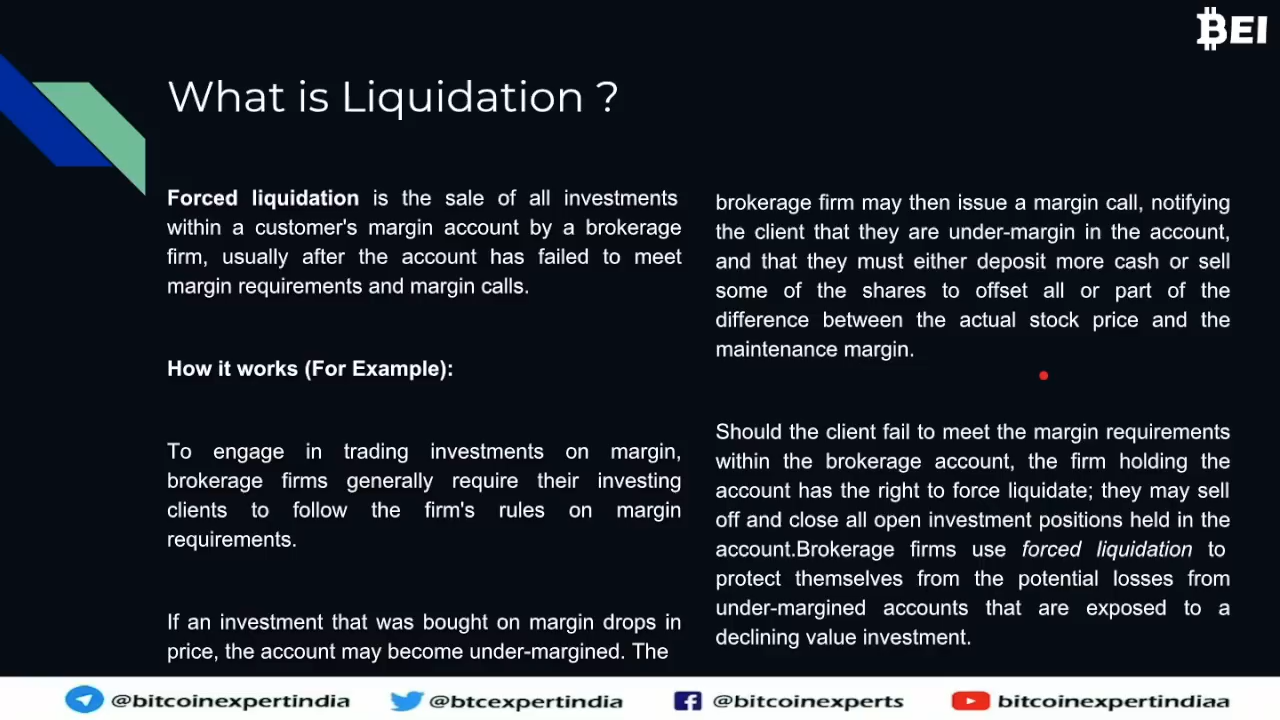 BEI
What is Liquidation ?
Forced liquidation is the sale of all investments
within a customer's margin account by a brokerage
firm, usually after the account has failed to meet
margin requirements and margin calls.
How it works (For Example):
To engage in trading investments on margin,
brokerage firms generally require their investing
clients to follow the firm's rules on margin
requirements.
If an investment that was bought on margin drops in
price, the account may become under-margined. The
brokerage firm may then issue a margin call, notifying
the client that they are under-margin in the account,
and that they must either deposit more cash or sell
some of the shares to offset all or part of the
difference between the actual stock price and the
maintenance margin.
Should the client fail to meet the margin requirements
within the brokerage account, the firm holding the
account has the right to force liquidate; they may sell
off and close all open investment positions held in the
account.Brokerage firms use forced liquidation to
protect themselves from the potential losses from
under-margined accounts that are exposed to a
declining value investment.
@bitcoinexpertindia @btcexpertindia @bitcoinexperts bitcoinexpertindiaa